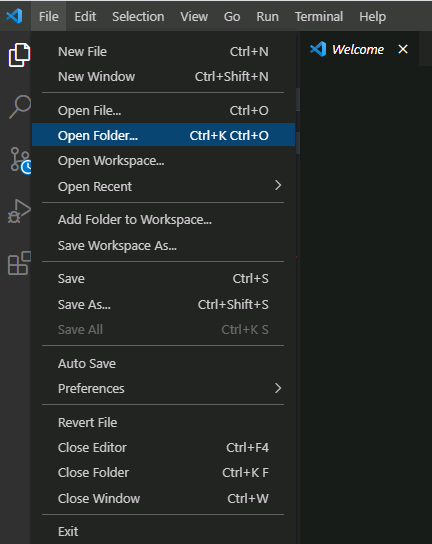 File Edit Selection View Go Run Terminal Help
Welcome
New File Ctrl+N
New Window Ctrl+Shift+N
Open File... Ctrl+O
Open Folder... Ctrl+K Ctrl+O
Open Workspace...
Open Recent
Add Folder to Workspace...
Save Workspace As...
Save Ctrl+S
Save As... Ctrl+Shift+S
Save All Ctrl+K S
Auto Save
Preferences
Revert File
Close Editor Ctrl+F4
Close Folder Ctrl+K F
Close Window Ctrl+W
Exit